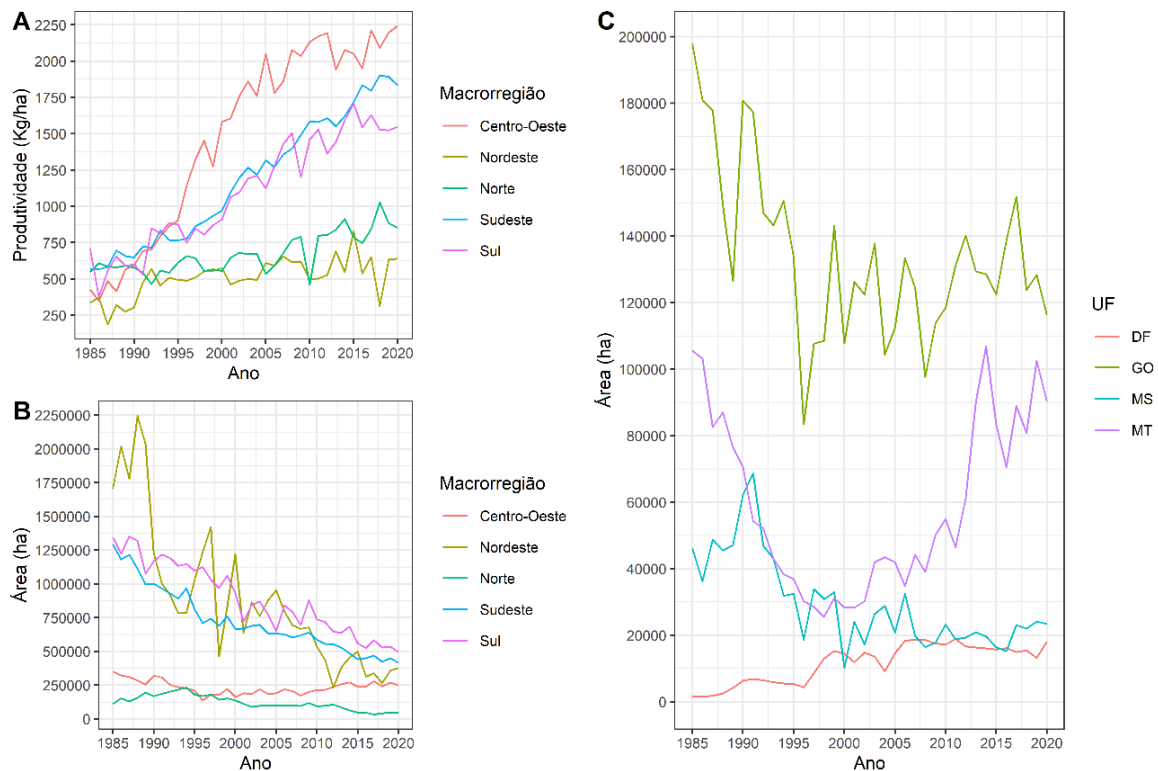 A
Produtividade (Kg/ha)
2250
2000
1750
1500
1250
1000
750
500
250
1985 1990 1995 2000 2005 2010 2015 2020
Ano
Macrorregião
Centro-Oeste
Nordeste
Norte
Sudeste
Sul
B
Área (ha)
2250000
2000000
1750000
1500000
1250000
1000000
750000
500000
250000
0
1985 1990 1995 2000 2005 2010 2015 2020
Ano
Macrorregião
Centro-Oeste
Nordeste
Norte
Sudeste
Sul
C
Área (ha)
200000
180000
160000
140000
120000
100000
80000
60000
40000
20000
0
1985 1990 1995 2000 2005 2010 2015 2020
Ano
UF
DF
GO
MS
MT